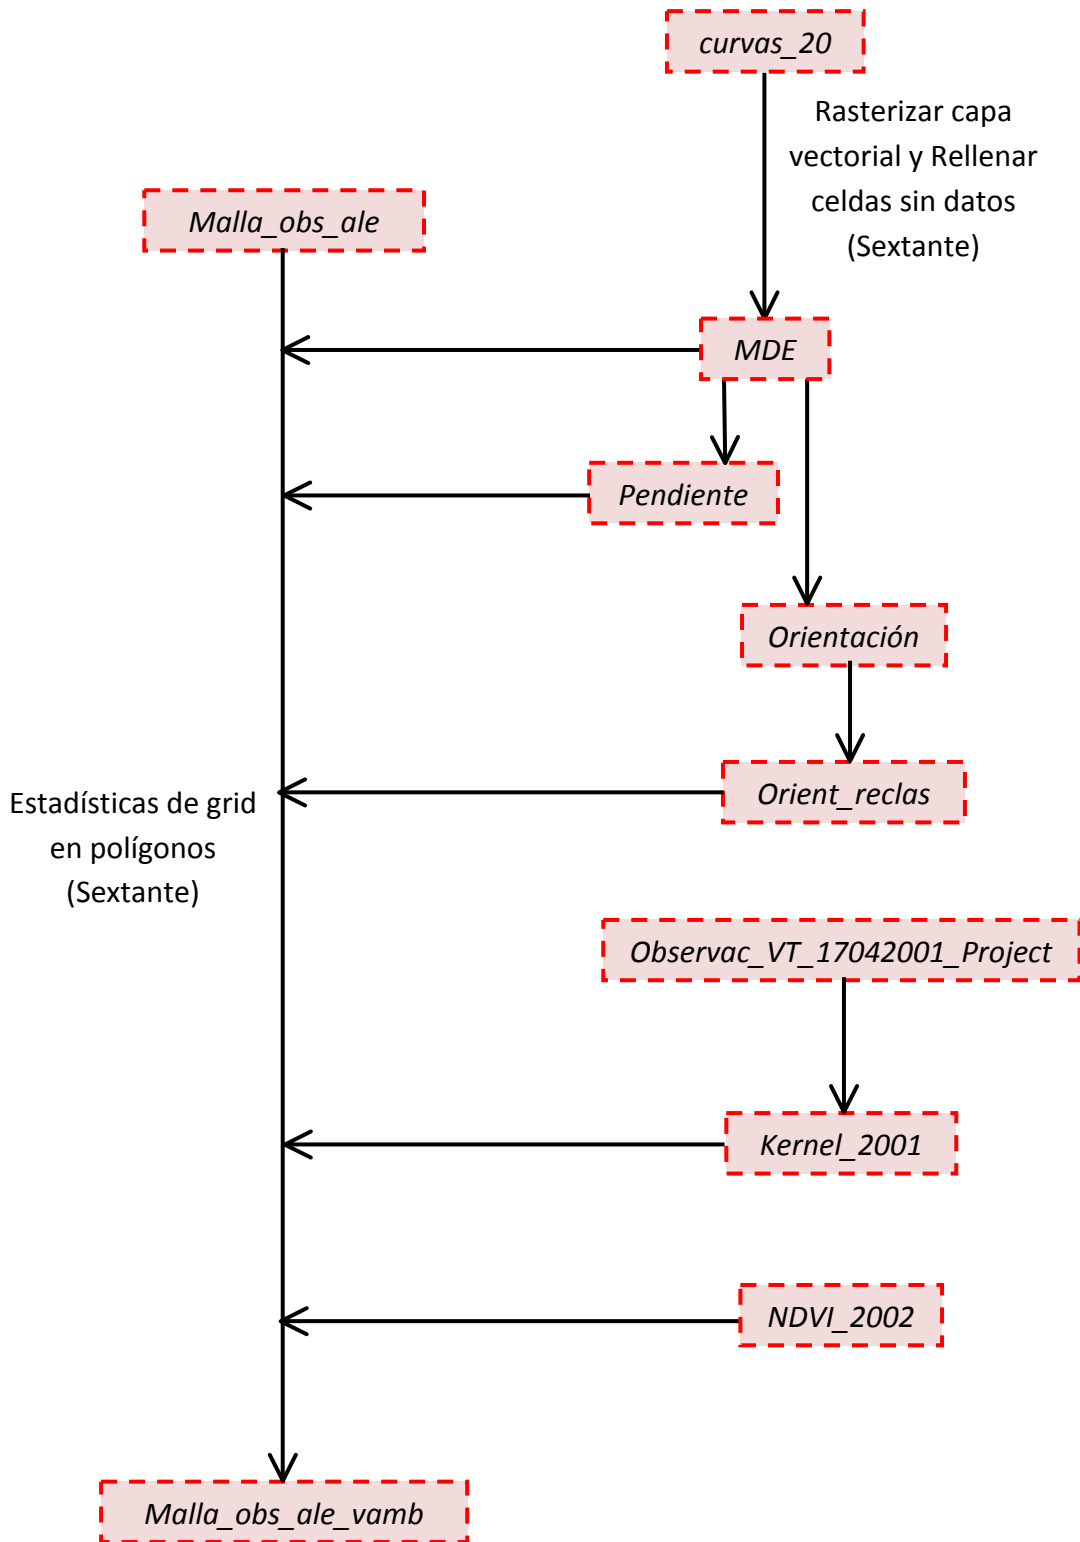 curvas_20
Rasterizar capa
vectorial y Rellenar
celdas sin datos
(Sextante)
Malla_obs_ale
MDE
Pendiente
Orientación
Orient_reclas
Estadísticas de grid
en polígonos
(Sextante)
Observac_VT_17042001_Project
Kernel_2001
NDVI_2002
Malla_obs_ale_vamb